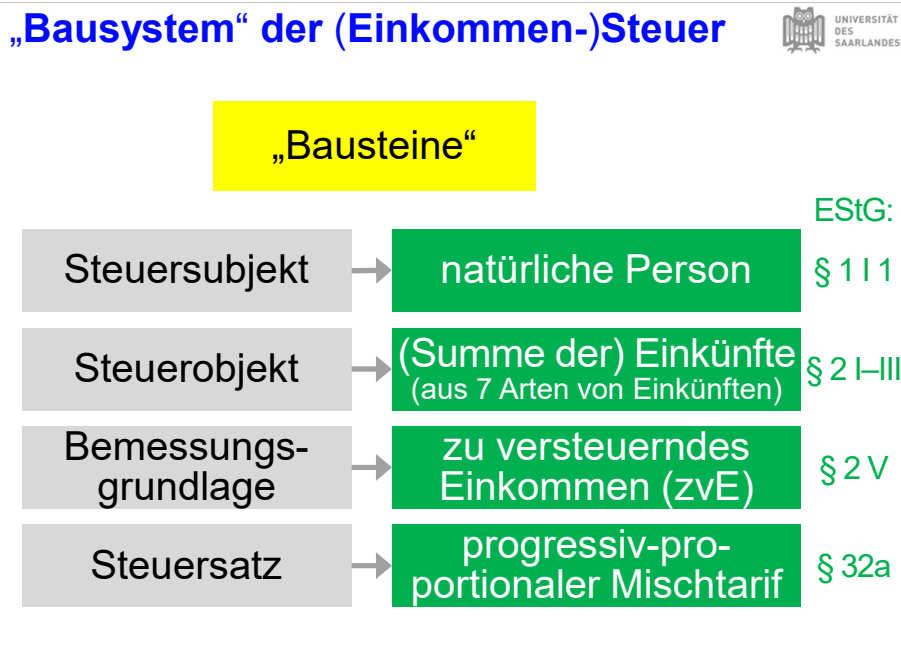 „Bausystem“ der (Einkommen-)Steuer
UNIVERSITÄT
DES
SAARLANDES
„Bausteine“
EStG:
Steuersubjekt
natürliche Person
§ 1 I 1
Steuerobjekt
(Summe der) Einkünfte
(aus 7 Arten von Einkünften)
§ 2 I–III
Bemessungs-
grundlage
zu versteuerndes
Einkommen (zvE)
§ 2 V
Steuersatz
progressiv-pro-
portionaler Mischtarif
§ 32a